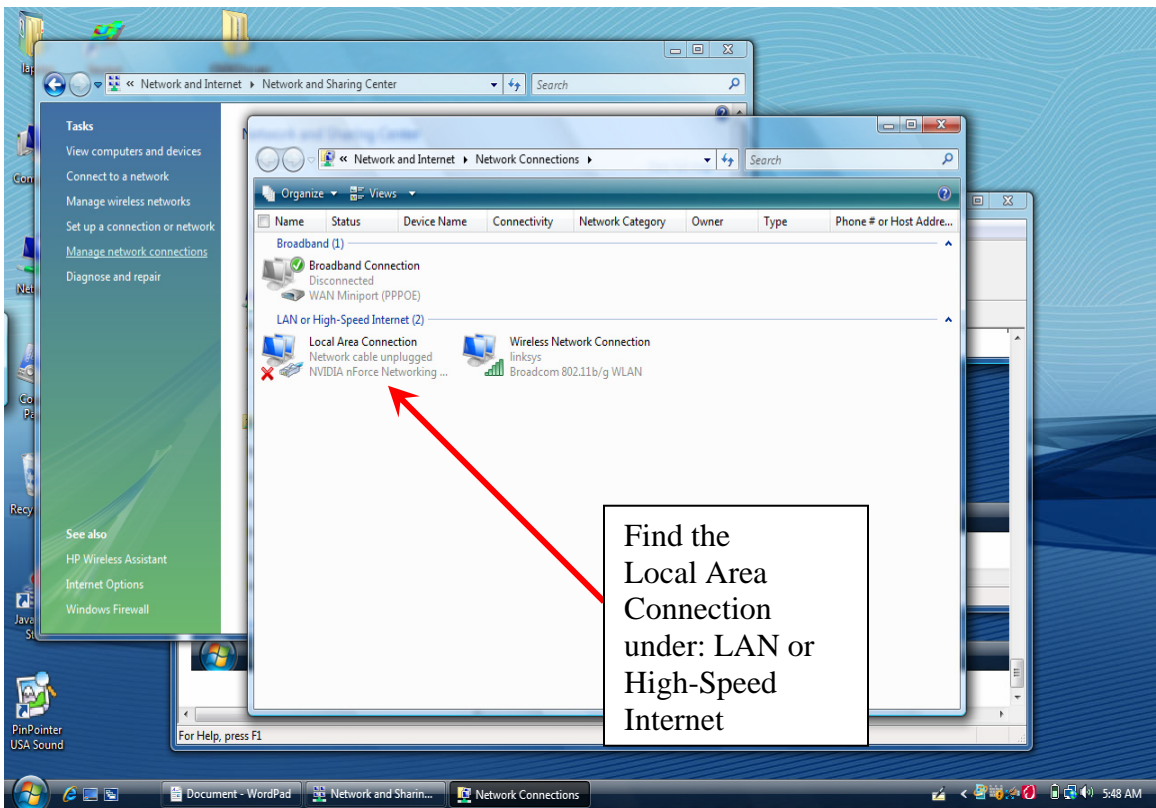 Network and Internet Network and Sharing Center Search
Tasks
View computers and devices
Connect to a network
Manage wireless networks
Set up a connection or network
Manage network connections
Diagnose and repair
See also
HP Wireless Assistant
Internet Options
Windows Firewall
« Network and Internet Network Connections Search
Organize Views
Name Status Device Name Connectivity Network Category Owner Type Phone # or Host Addre...
Broadband (1)
Broadband Connection
Disconnected
WAN Miniport (PPPOE)
LAN or High-Speed Internet (2)
Local Area Connection
Network cable unplugged
NVIDIA nForce Networking ...
Wireless Network Connection
linksys
Broadcom 802.11b/g WLAN
Find the
Local Area
Connection
under: LAN or
High-Speed
Internet
PinPointer
USA Sound
For Help, press F1
Document - WordPad Network and Sharin... Network Connections 5:48 AM